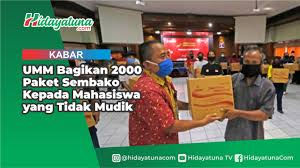 Hidayatuna.com
KABAR
UMM Bagikan 2000
Paket Sembako
Kepada Mahasiswa
yang Tidak Mudik
@hidayatunacom
Hidayatuna TV
HidayatunaCom